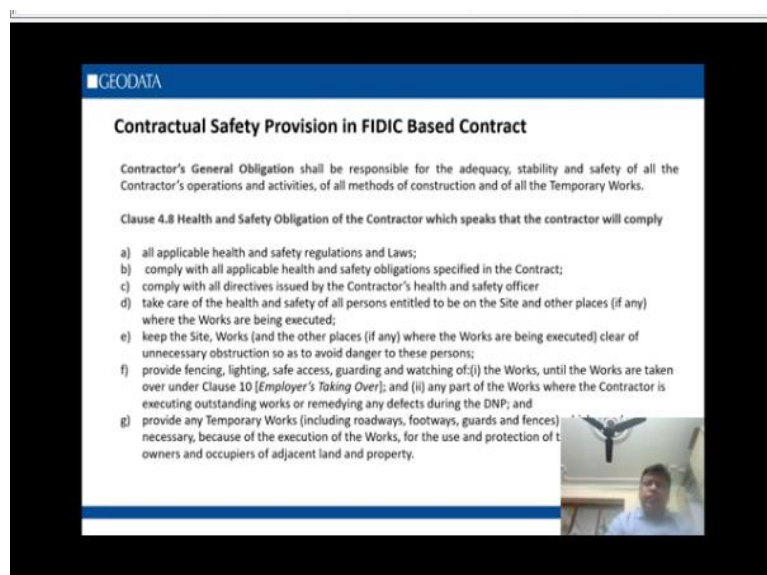 GEODATA
Contractual Safety Provision in FIDIC Based Contract
Contractor's General Obligation shall be responsible for the adequacy, stability and safety of all the
Contractor's operations and activities, of all methods of construction and of all the Temporary Works.
Clause 4.8 Health and Safety Obligation of the Contractor which speaks that the contractor will comply
a) all applicable health and safety regulations and Laws;
b) comply with all applicable health and safety obligations specified in the Contract;
c) comply with all directives issued by the Contractor's health and safety officer
d) take care of the health and safety of all persons entitled to be on the Site and other places (if any)
where the Works are being executed;
e) keep the Site, Works (and the other places (if any) where the Works are being executed) clear of
unnecessary obstruction so as to avoid danger to these persons;
f) provide fencing, lighting, safe access, guarding and watching of:(i) the Works, until the Works are taken
over under Clause 10 [Employer's Taking Over]; and (ii) any part of the Works where the Contractor is
executing outstanding works or remedying any defects during the DNP; and
g) provide any Temporary Works (including roadways, footways, guards and fences)
necessary, because of the execution of the Works, for the use and protection of
owners and occupiers of adjacent land and property.